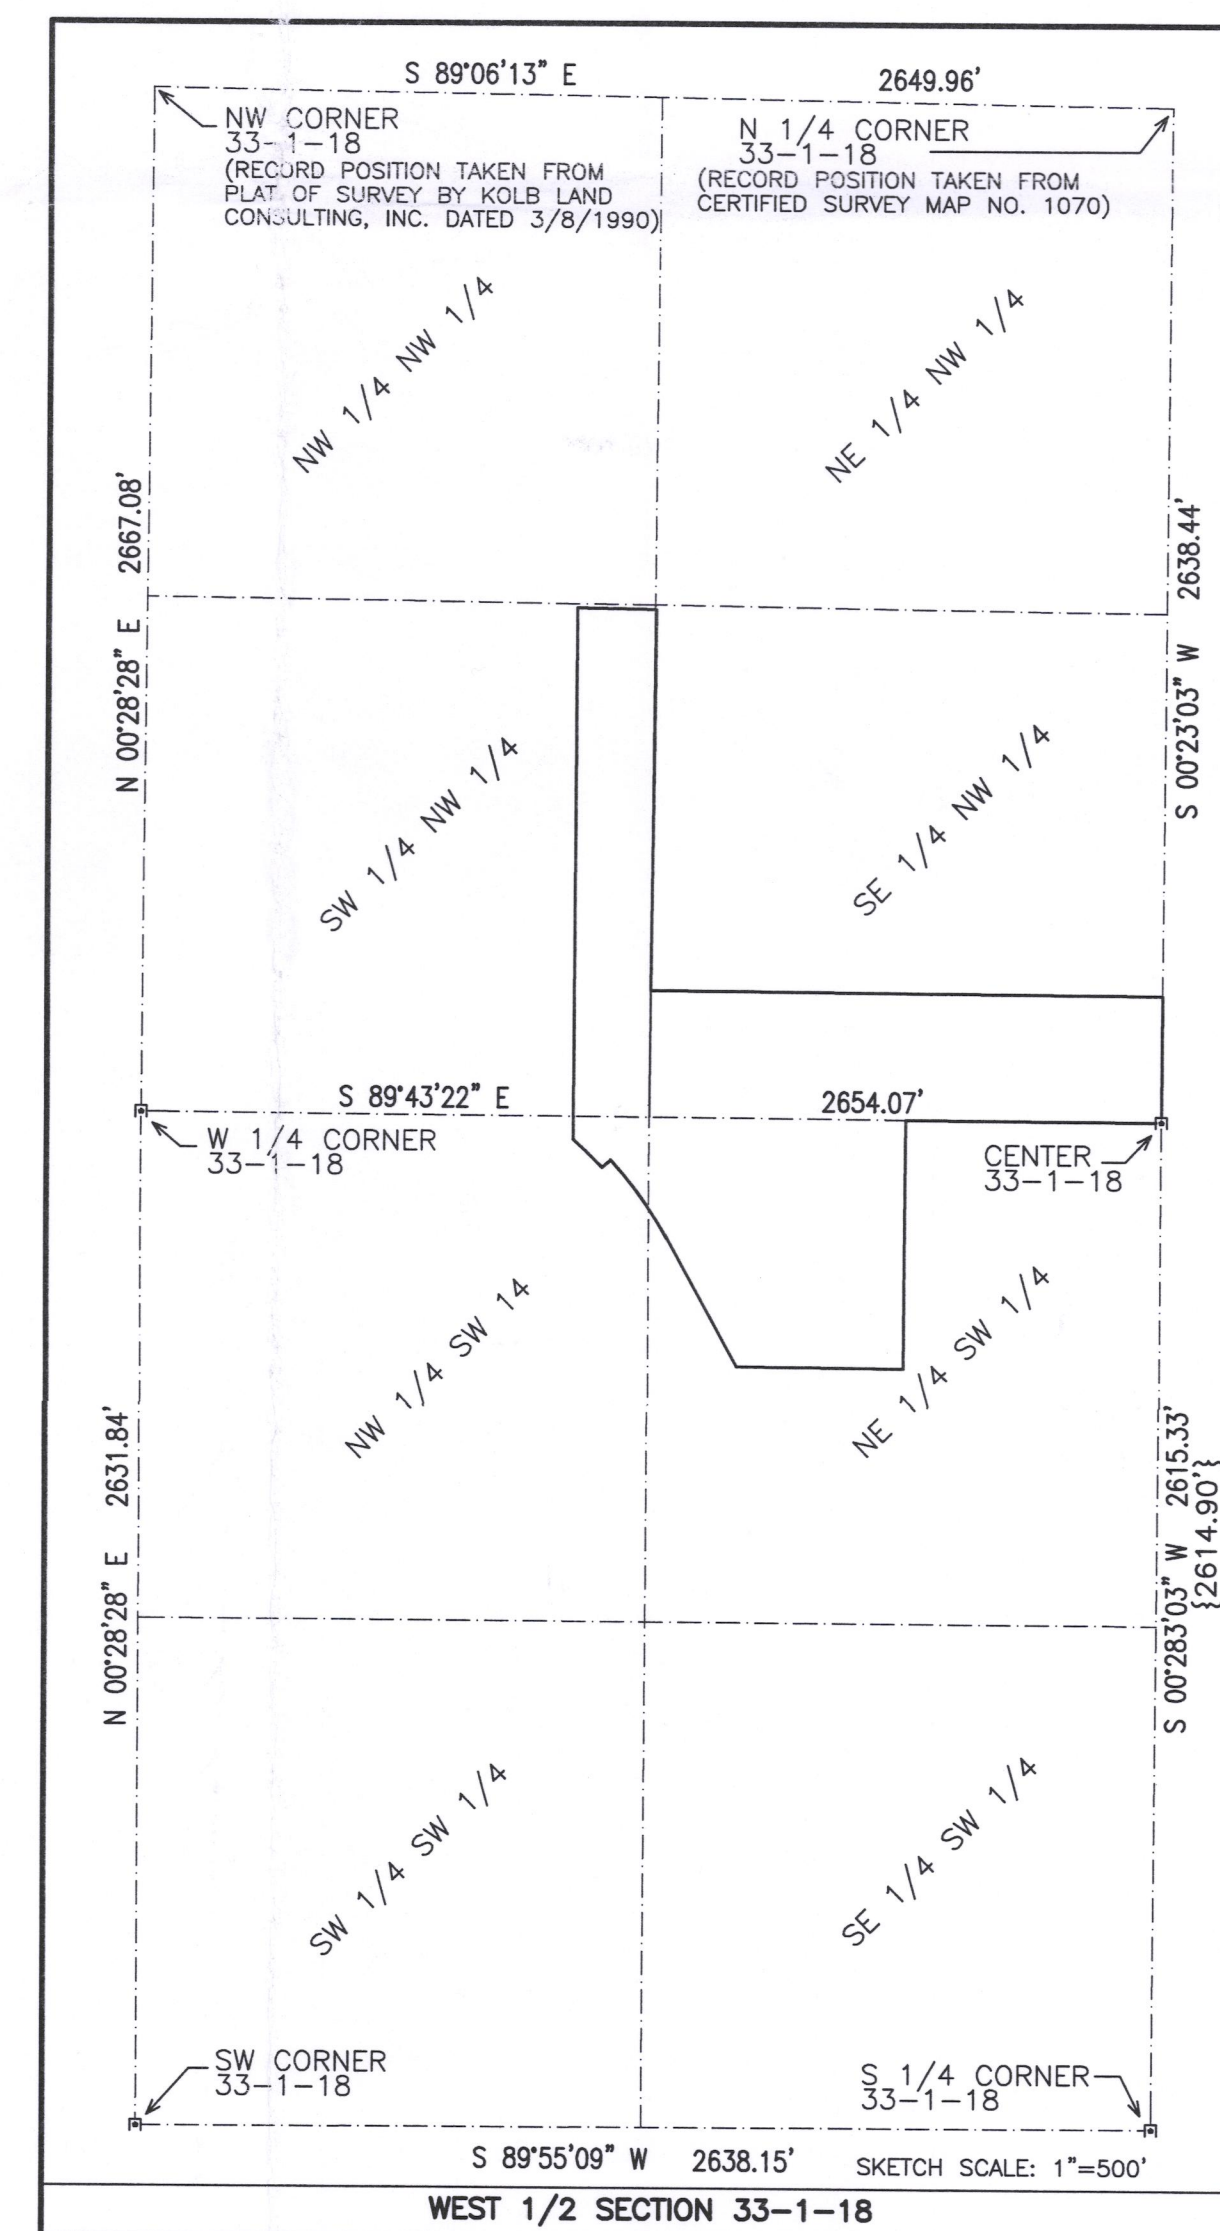 S 89°06'13" E 2649.96'
NW CORNER
33-1-18
(RECORD POSITION TAKEN FROM
PLAT OF SURVEY BY KOLB LAND
CONSULTING, INC. DATED 3/8/1990)
N 1/4 CORNER
33-1-18
(RECORD POSITION TAKEN FROM
CERTIFIED SURVEY MAP NO. 1070)
NW 1/4 NW 1/4
NE 1/4 NW 1/4
N 00°28'28" E 2667.08'
S 00°23'03" W 2638.44'
SW 1/4 NW 1/4
SE 1/4 NW 1/4
S 89°43'22" E 2654.07'
W 1/4 CORNER
33-1-18
CENTER
33-1-18
NW 1/4 SW 14
NE 1/4 SW 1/4
N 00°28'28" E 2631.84'
S 00°283'03" W 2615.33'
{2614.90'}
SW 1/4 SW 1/4
SE 1/4 SW 1/4
SW CORNER
33-1-18
S 1/4 CORNER
33-1-18
S 89°55'09" W 2638.15'
SKETCH SCALE: 1"=500'
WEST 1/2 SECTION 33-1-18